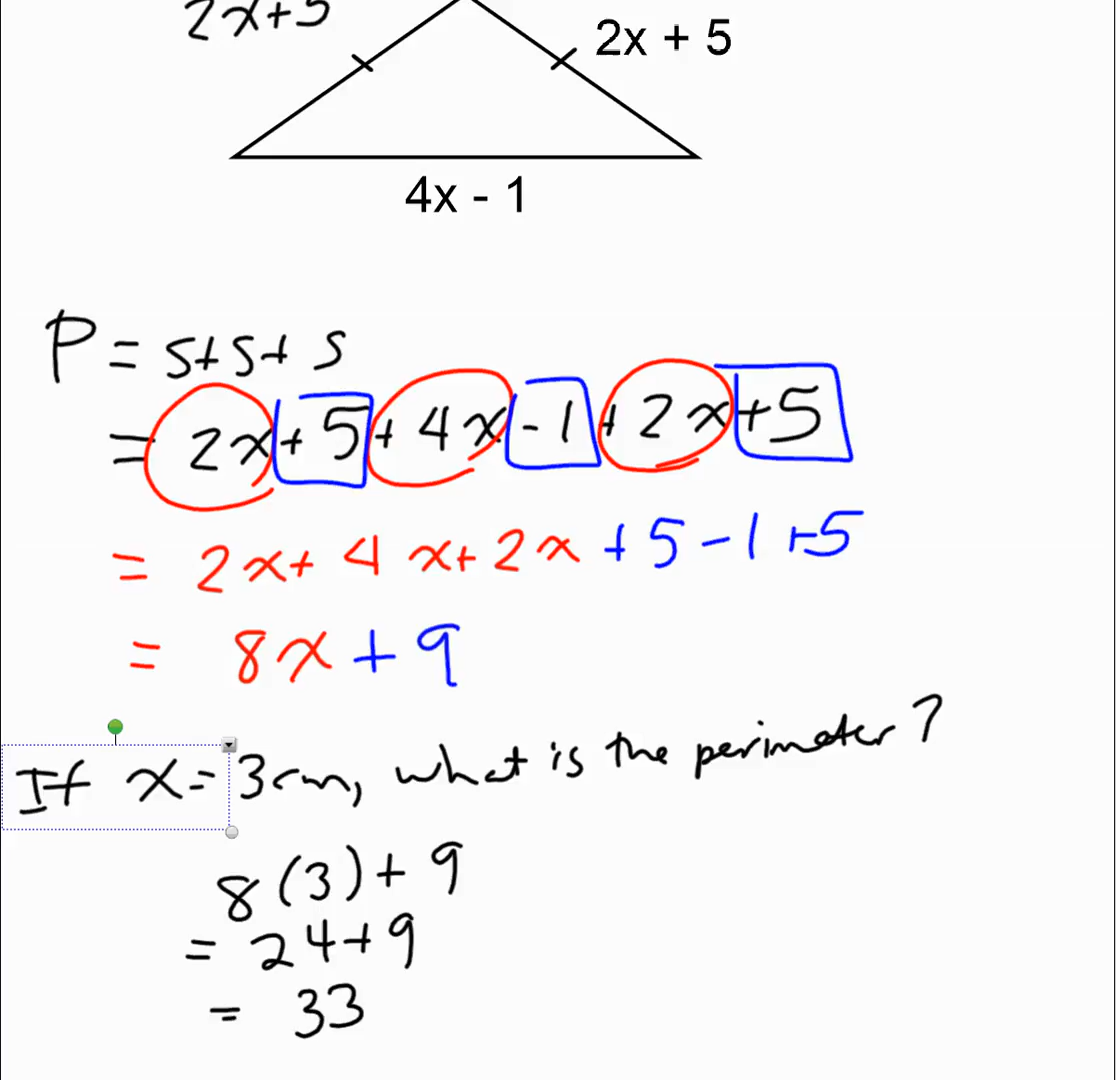 2x+5
2x + 5
4x - 1
P = s+s+s
= 2x+5+4x-1+2x+5
= 2x+4x+2x+5-1+5
= 8x+9
If x=3cm, what is the perimeter?
8(3)+9
= 24+9
= 33